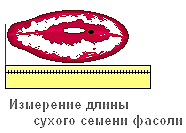 Измерение длины
сухого семени фасоли